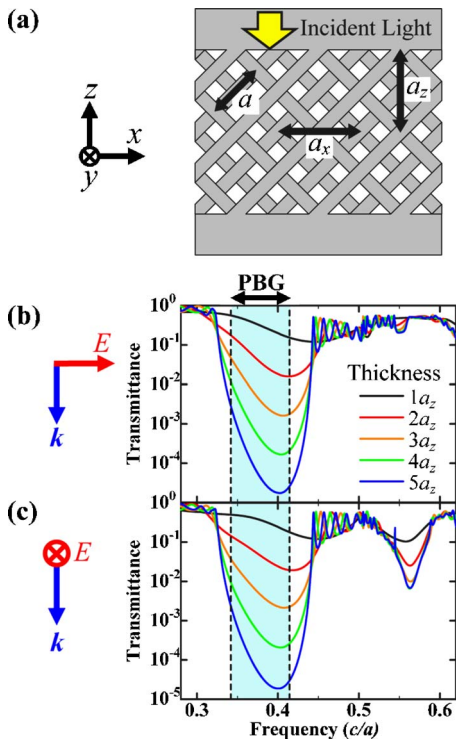 (a)
Incident Light
a
a_z
a_x
z
x
y
PBG
(b)
E
k
Transmittance
10^0
10^-1
10^-2
10^-3
10^-4
Thickness
1a_z
2a_z
3a_z
4a_z
5a_z
(c)
E
k
Transmittance
10^0
10^-1
10^-2
10^-3
10^-4
10^-5
0.3 0.4 0.5 0.6
Frequency (c/a)